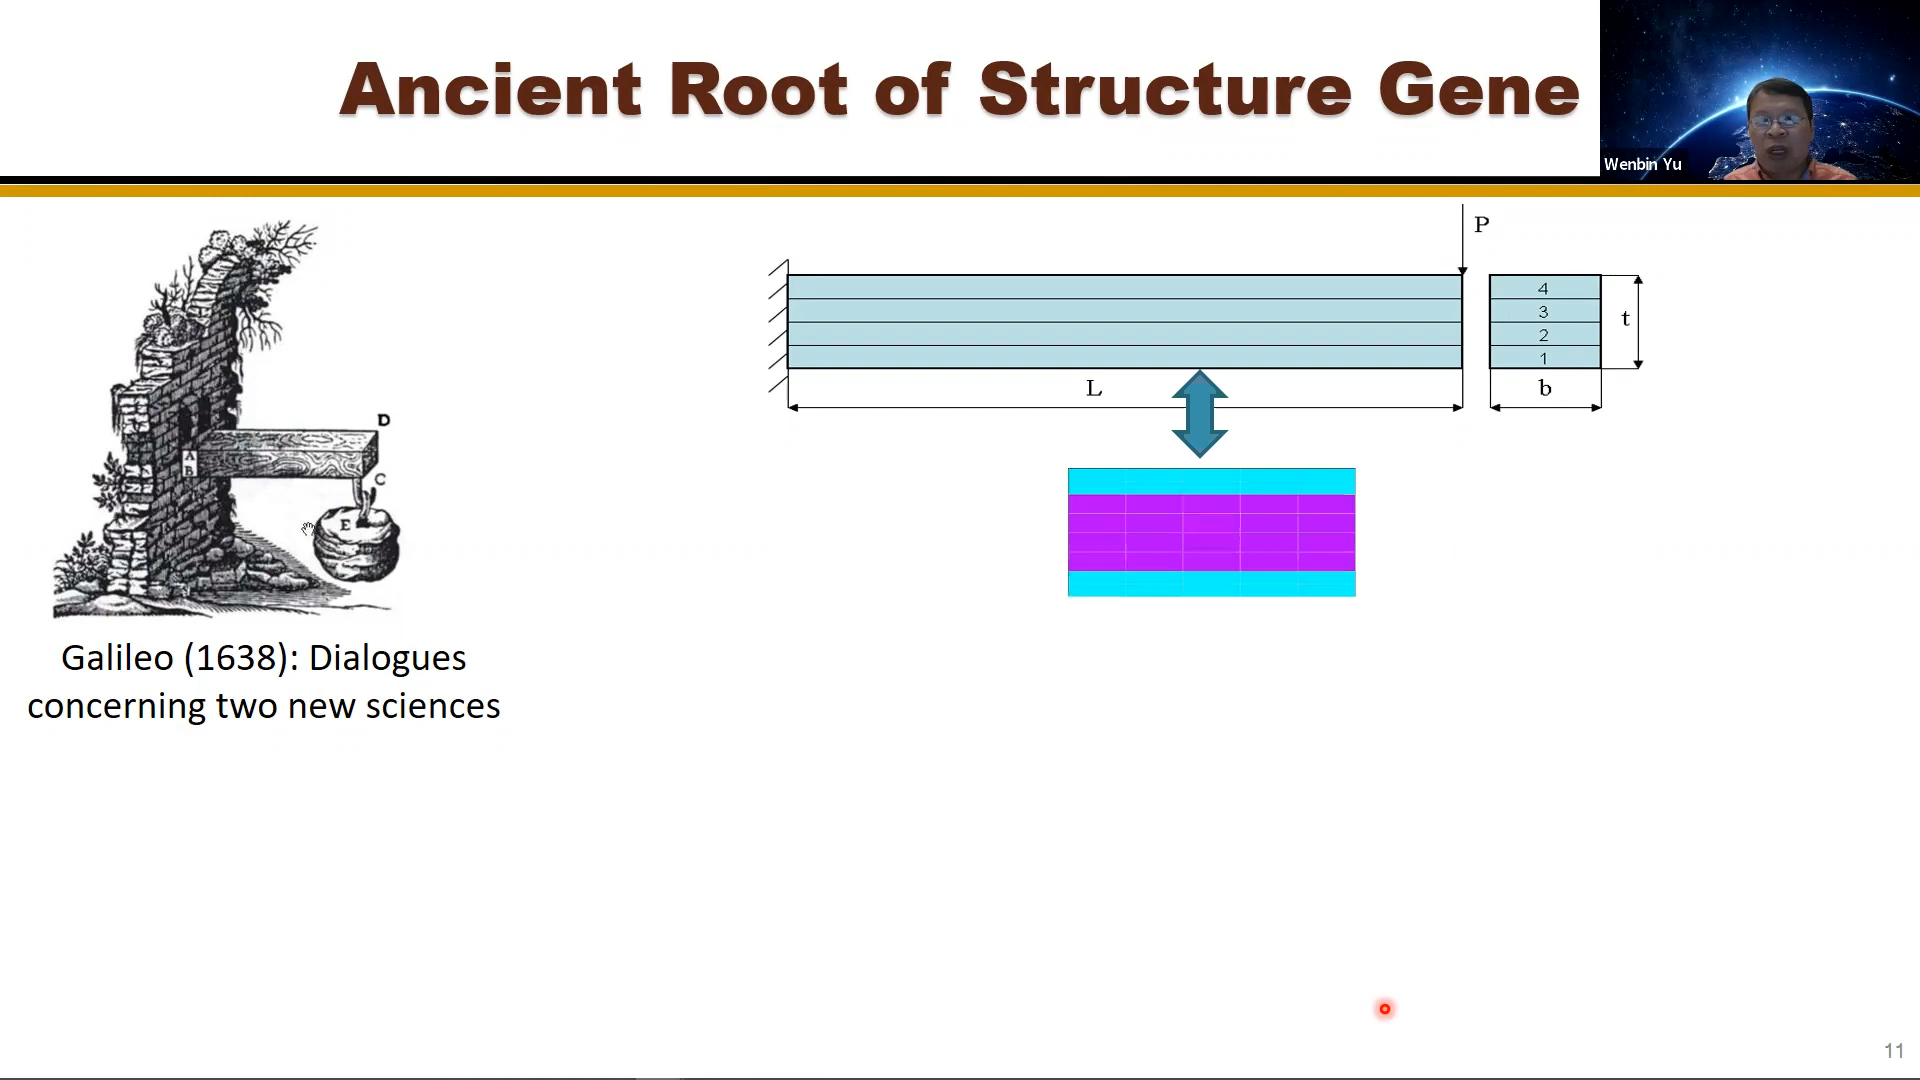 Ancient Root of Structure Gene
Wenbin Yu
P
4
3
2
1
t
L
b
D
A
B
C
E
Galileo (1638): Dialogues
concerning two new sciences
11